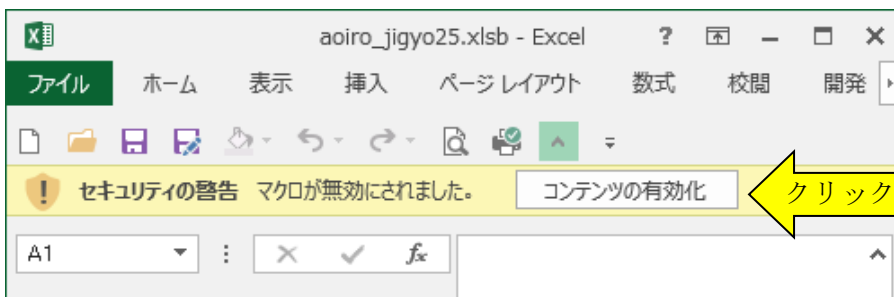 aoiro_jigyo25.xlsb - Excel ?
ファイル ホーム 表示 挿入 ページ レイアウト 数式 校閲 開発
セキュリティの警告 マクロが無効にされました。 コンテンツの有効化 クリック
A1 fx